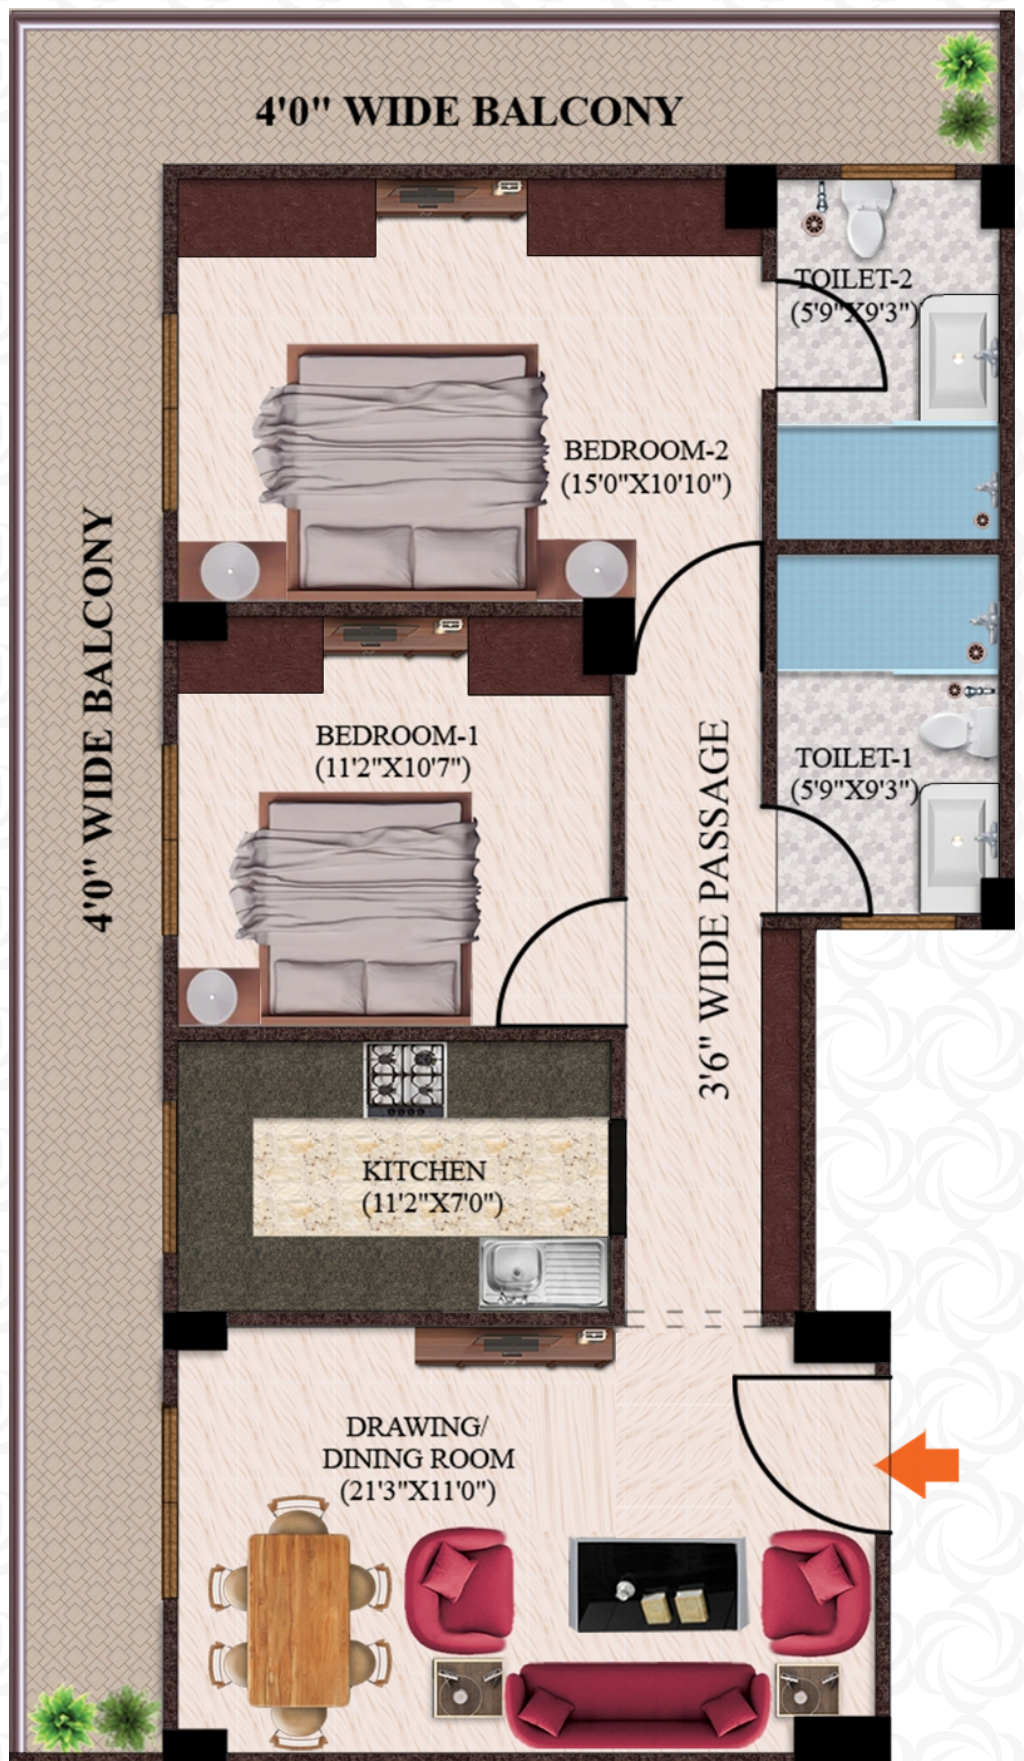 4'0" WIDE BALCONY
TOILET-2
(5'9"X9'3")
BEDROOM-2
(15'0"X10'10")
4'0" WIDE BALCONY
BEDROOM-1
(11'2"X10'7")
TOILET-1
(5'9"X9'3")
3'6" WIDE PASSAGE
KITCHEN
(11'2"X7'0")
DRAWING/
DINING ROOM
(21'3"X11'0")